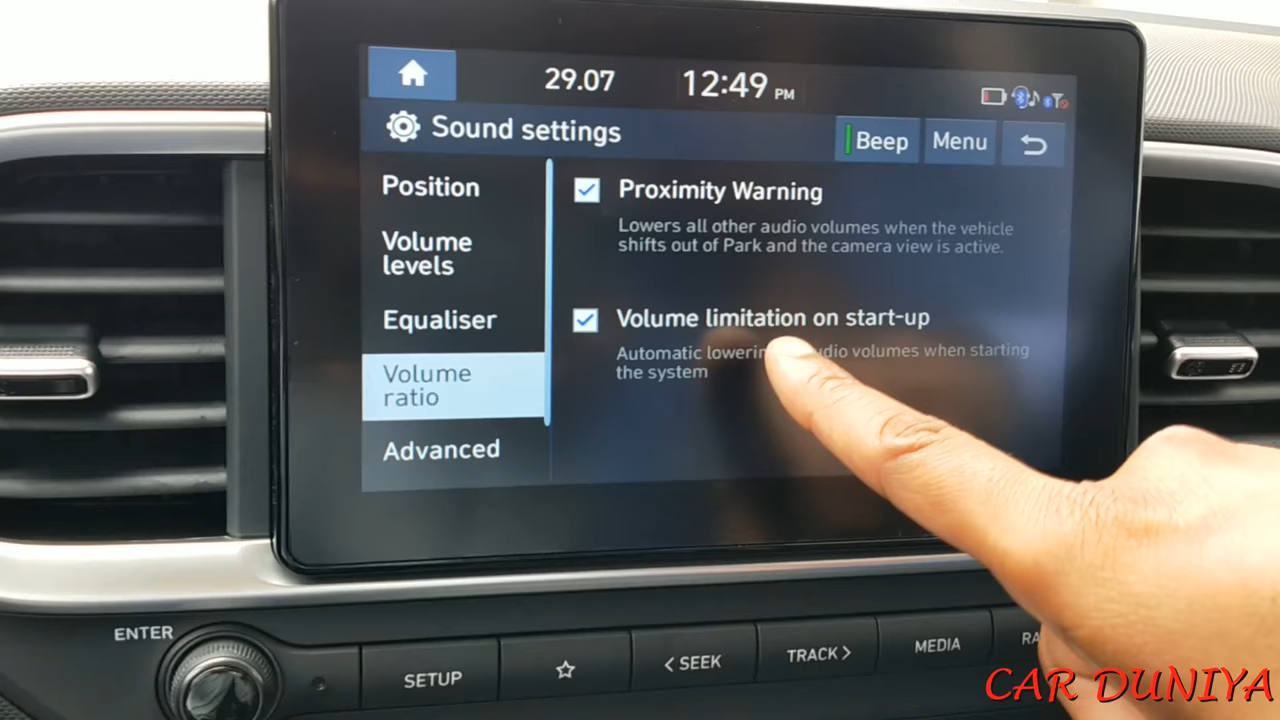 29.07
12:49 PM
Sound settings
Beep
Menu
Position
Volume
levels
Equaliser
Volume
ratio
Advanced
Proximity Warning
Lowers all other audio volumes when the vehicle
shifts out of Park and the camera view is active.
Volume limitation on start-up
Automatic volumes when starting
the system
ENTER
SETUP
< SEEK
TRACK >
MEDIA
CAR DUNIYA